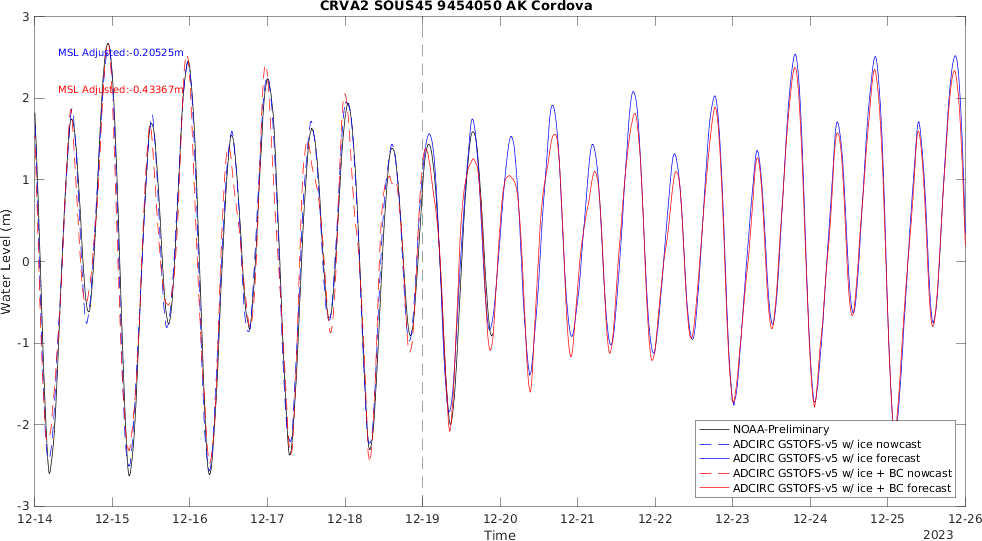 CRVA2 SOUS45 9454050 AK Cordova
3
2
1
0
-1
-2
-3
Water Level (m)
MSL Adjusted:-0.20525m
MSL Adjusted:-0.43367m
NOAA-Preliminary
ADCIRC GSTOFS-v5 w/ ice nowcast
ADCIRC GSTOFS-v5 w/ ice forecast
ADCIRC GSTOFS-v5 w/ ice + BC nowcast
ADCIRC GSTOFS-v5 w/ ice + BC forecast
12-14 12-15 12-16 12-17 12-18 12-19 12-20 12-21 12-22 12-23 12-24 12-25 12-26
Time
2023